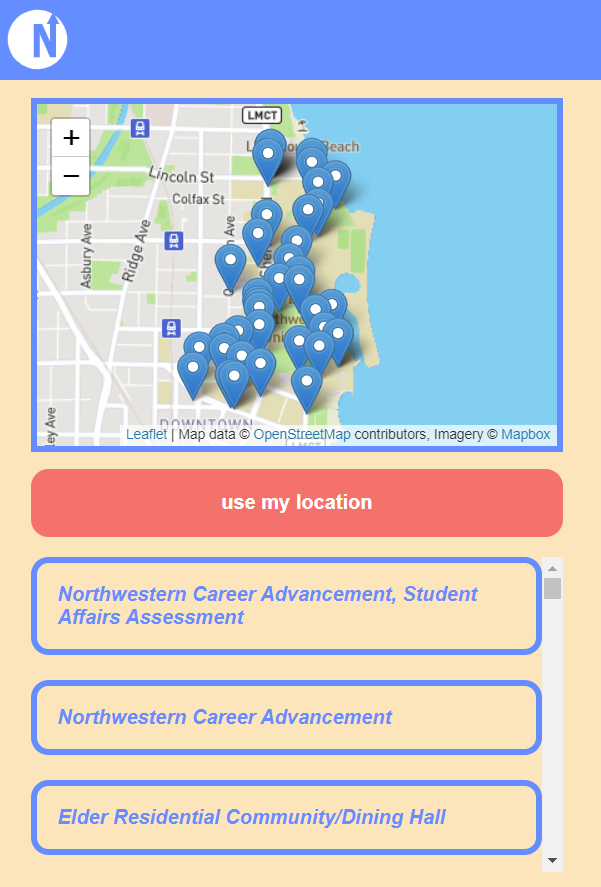 N
LMCT
+
−
Beach
Lincoln St
Colfax St
Asbury Ave
Ridge Ave
Ave
DOWNTOWN
Leaflet | Map data © OpenStreetMap contributors, Imagery © Mapbox
use my location
Northwestern Career Advancement, Student
Affairs Assessment
Northwestern Career Advancement
Elder Residential Community/Dining Hall